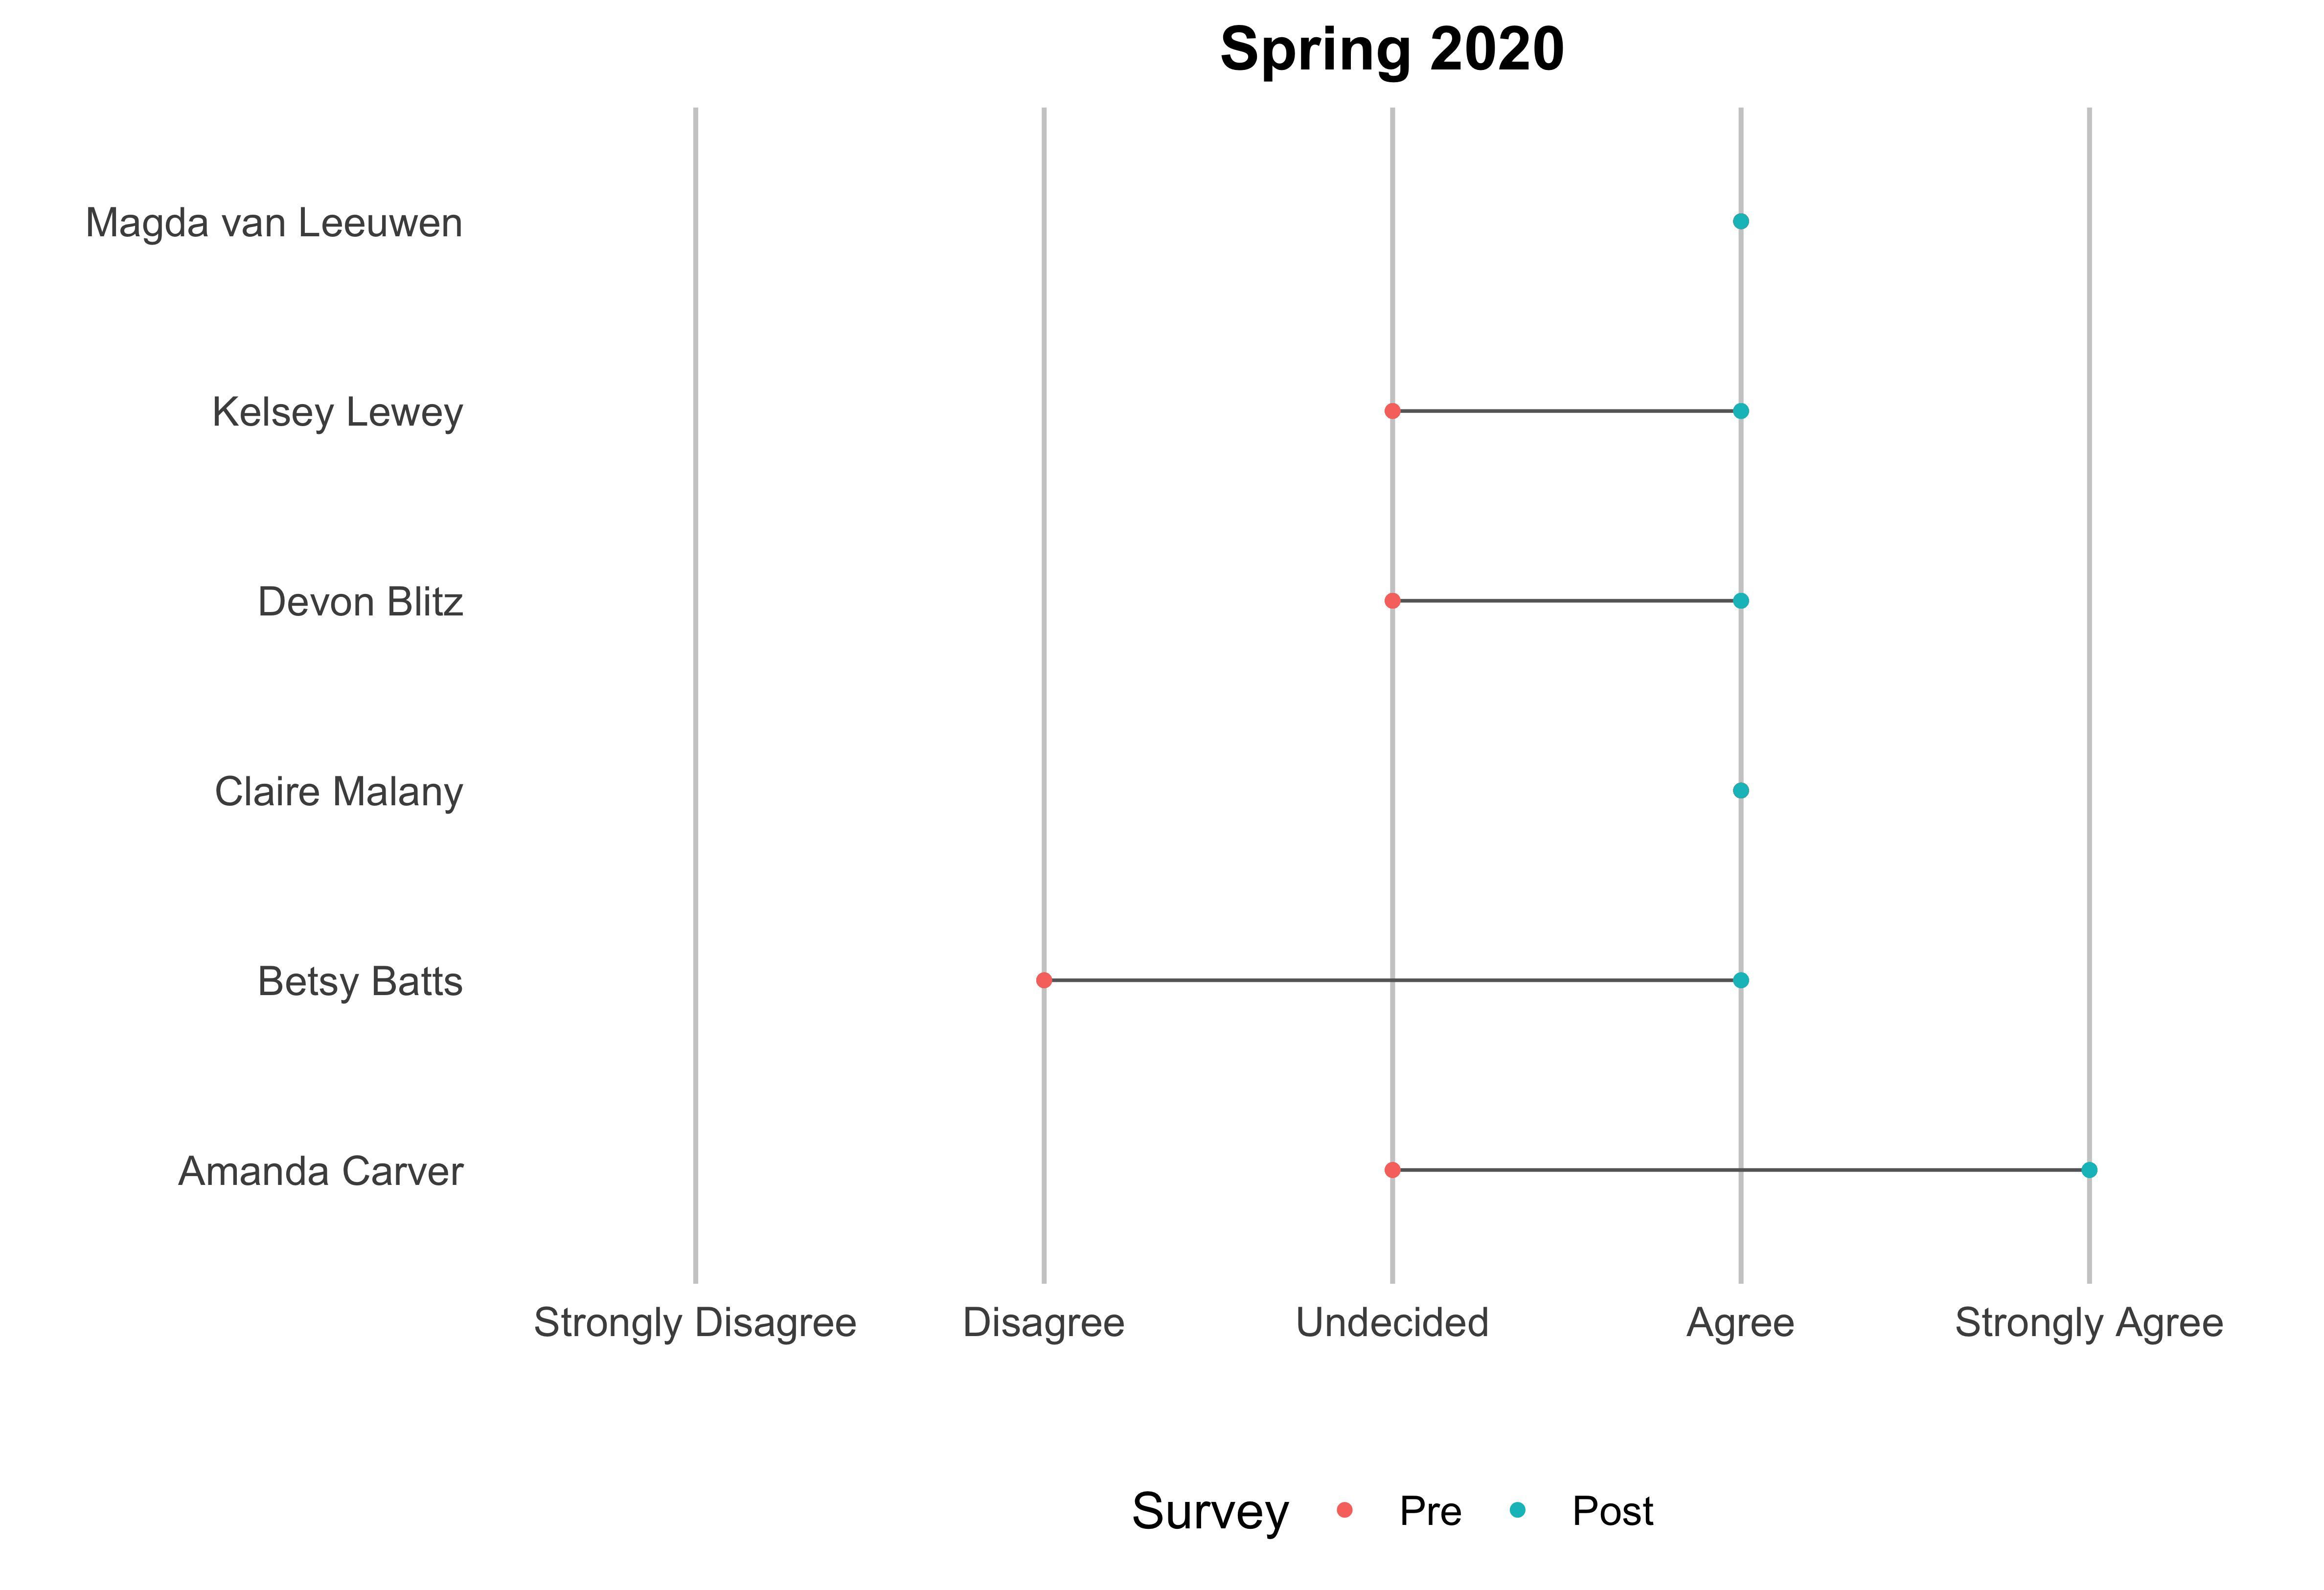 Spring 2020
Magda van Leeuwen
Kelsey Lewey
Devon Blitz
Claire Malany
Betsy Batts
Amanda Carver
Strongly Disagree Disagree Undecided Agree Strongly Agree
Survey Pre Post